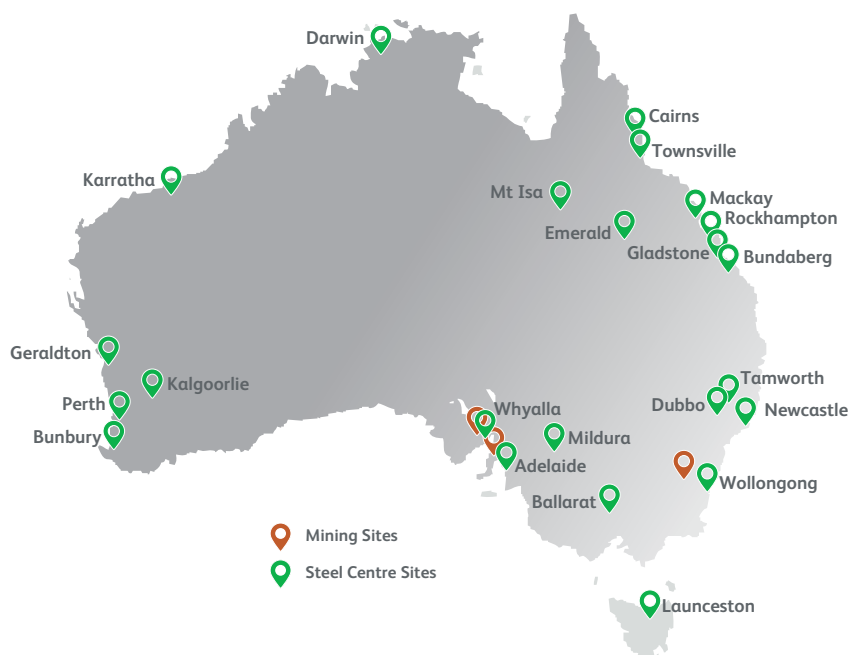 Darwin
Cairns
Townsville
Karratha
Mt Isa
Mackay
Rockhampton
Emerald
Gladstone
Bundaberg
Geraldton
Kalgoorlie
Tamworth
Perth
Dubbo
Newcastle
Whyalla
Bunbury
Mildura
Adelaide
Wollongong
Ballarat
Mining Sites
Steel Centre Sites
Launceston